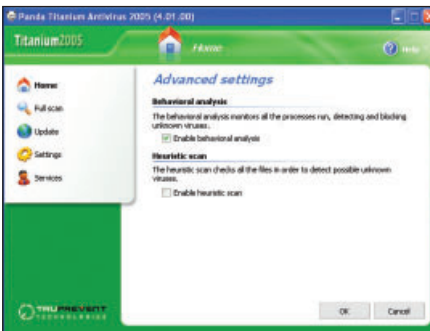 Panda Titanium Antivirus 2005 (4.01.00)
Titanium2005
Home
Help
Home
Full scan
Update
Settings
Services
Advanced settings
Behavioral analysis
The behavioral analysis monitors all the processes run, detecting and blocking
unknown viruses.
Enable behavioral analysis
Heuristic scan
The heuristic scan checks all the files in order to detect possible unknown
viruses.
Enable heuristic scan
TRUPREVENT
TECHNOLOGIES
OK
Cancel